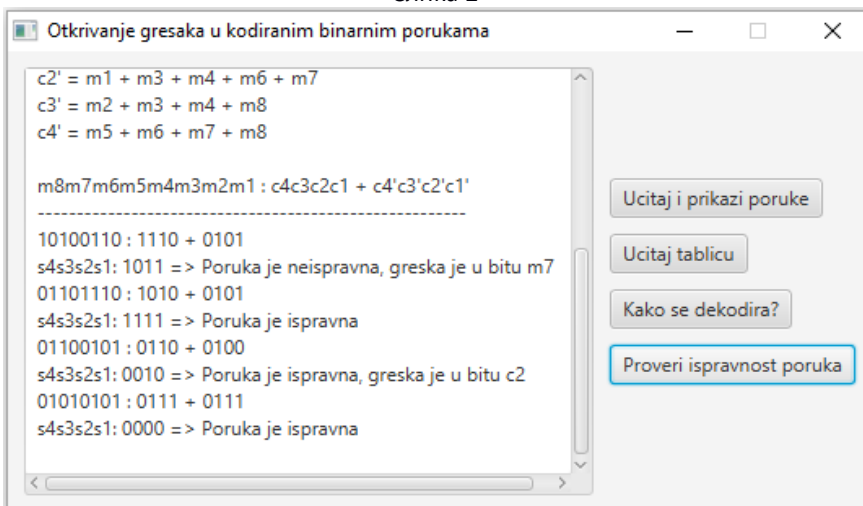 Otkrivanje gresaka u kodiranim binarnim porukama
c2' = m1 + m3 + m4 + m6 + m7
c3' = m2 + m3 + m4 + m8
c4' = m5 + m6 + m7 + m8
m8m7m6m5m4m3m2m1 : c4c3c2c1 + c4'c3'c2'c1'
-------------------------------------------------------
10100110 : 1110 + 0101
s4s3s2s1: 1011 => Poruka je neispravna, greska je u bitu m7
01101110 : 1010 + 0101
s4s3s2s1: 1111 => Poruka je ispravna
01100101 : 0110 + 0100
s4s3s2s1: 0010 => Poruka je ispravna, greska je u bitu c2
01010101 : 0111 + 0111
s4s3s2s1: 0000 => Poruka je ispravna
Ucitaj i prikazi poruke
Ucitaj tablicu
Kako se dekodira?
Proveri ispravnost poruka